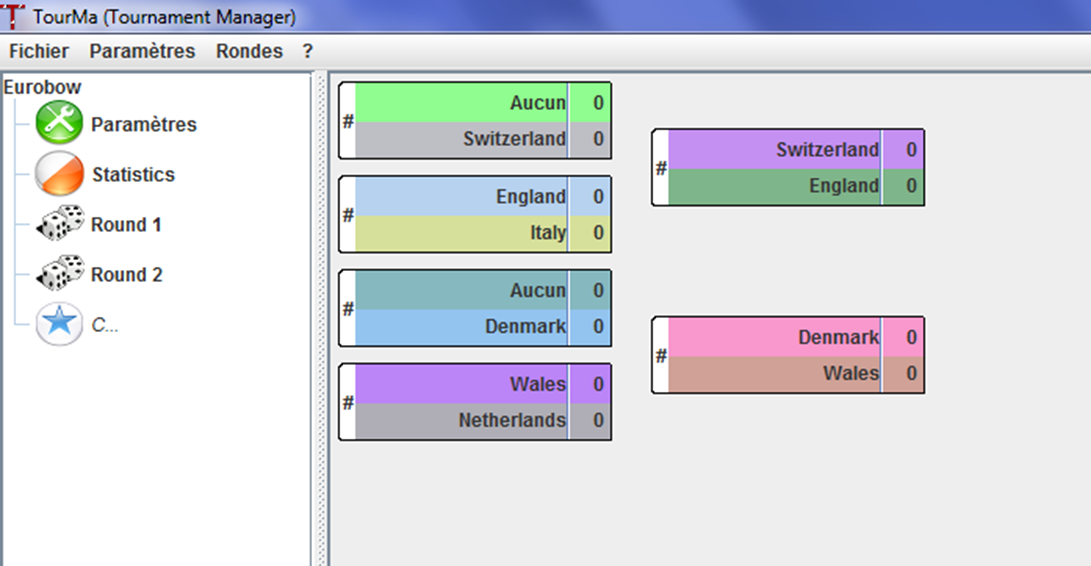 TourMa (Tournament Manager)
Fichier Paramètres Rondes ?
Eurobow
Paramètres
Statistics
Round 1
Round 2
C...
#
Aucun 0
Switzerland 0
#
England 0
Italy 0
#
Aucun 0
Denmark 0
#
Wales 0
Netherlands 0
#
Switzerland 0
England 0
#
Denmark 0
Wales 0